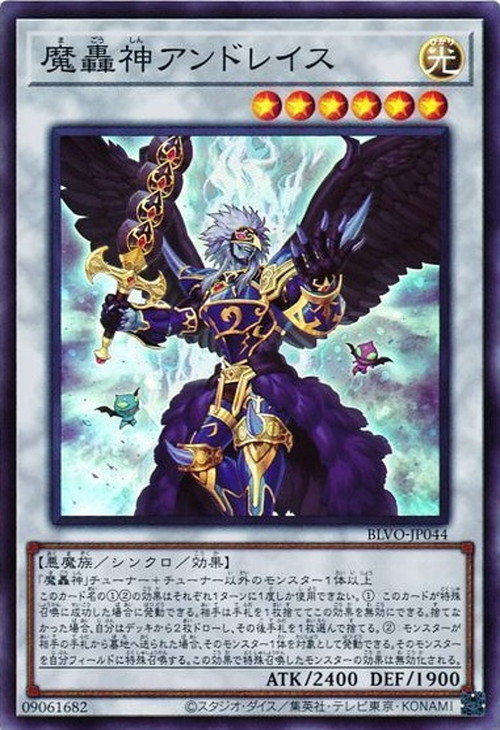 魔轟神アンドレイス
光
BLVO-JP044
【悪魔族／シンクロ／効果】
「魔轟神」チューナー＋チューナー以外のモンスター1体以上
このカード名の①②の効果はそれぞれ1ターンに1度しか使用できない。① このカードが特殊
召喚に成功した場合に発動できる。相手は手札を1枚捨ててこの効果を無効にできる。捨て
なかった場合、自分はデッキから2枚ドローし、その後手札を1枚選んで捨てる。② モンスターが
相手の手札から墓地へ送られた場合、そのモンスター1体を対象として発動できる。そのモンスター
を自分フィールドに特殊召喚する。この効果で特殊召喚したモンスターの効果は無効化される。
ATK/2400 DEF/1900
09061682 ©スタジオ・ダイス／集英社・テレビ東京・KONAMI